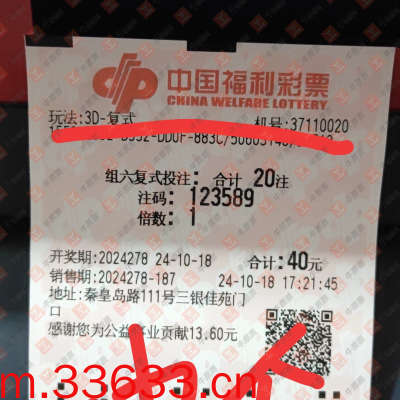 中国福利彩票
CHINA WELFARE LOTTERY
玩法:3D-复式 机号:37110020
组六复式投注: 合计 20注
注码: 123589
倍数: 1
开奖期:2024278 24-10-18 合计:40元
销售期:2024278-187 24-10-18 17:21:45
地址:秦皇岛路111号三银佳苑门
口
感谢您为公益事业贡献13.60元
m.33633.cn